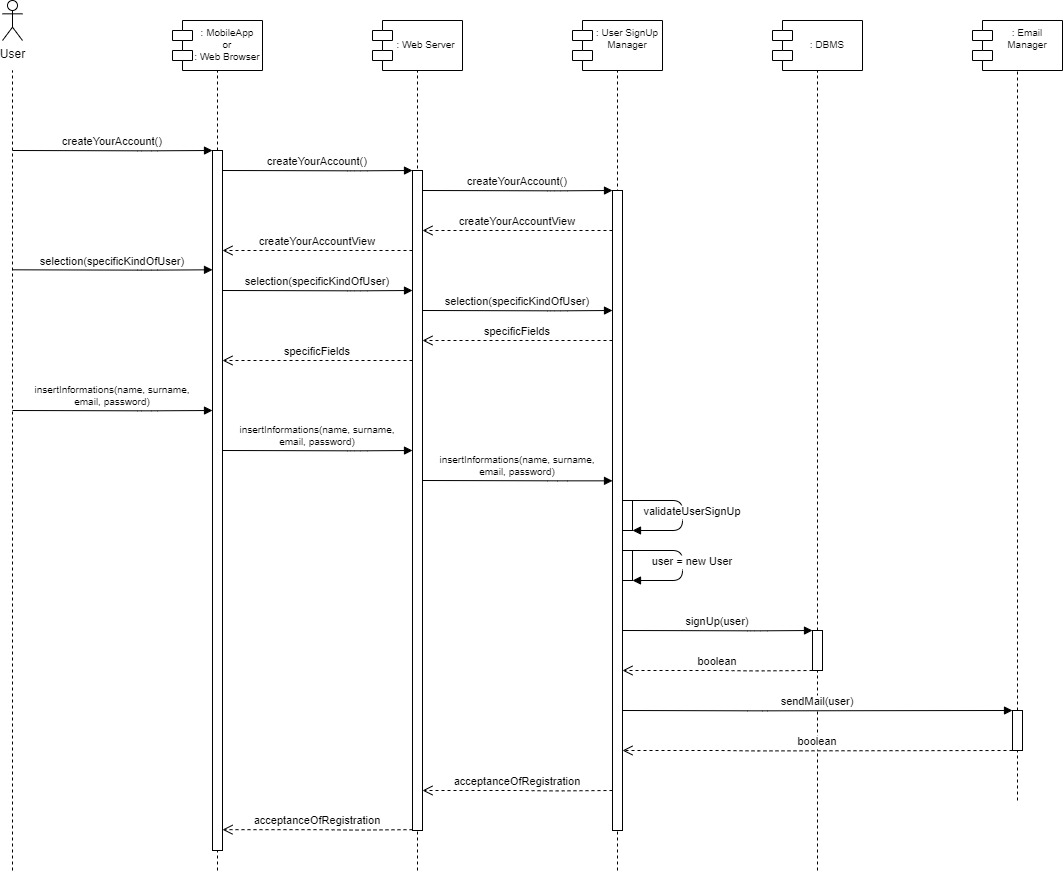 User
: MobileApp
or
: Web Browser
: Web Server
: User SignUp
Manager
: DBMS
: Email
Manager
createYourAccount()
createYourAccount()
createYourAccount()
createYourAccountView
createYourAccountView
selection(specificKindOfUser)
selection(specificKindOfUser)
selection(specificKindOfUser)
specificFields
specificFields
insertInformations(name, surname,
email, password)
insertInformations(name, surname,
email, password)
insertInformations(name, surname,
email, password)
validateUserSignUp
user = new User
signUp(user)
boolean
sendMail(user)
boolean
acceptanceOfRegistration
acceptanceOfRegistration